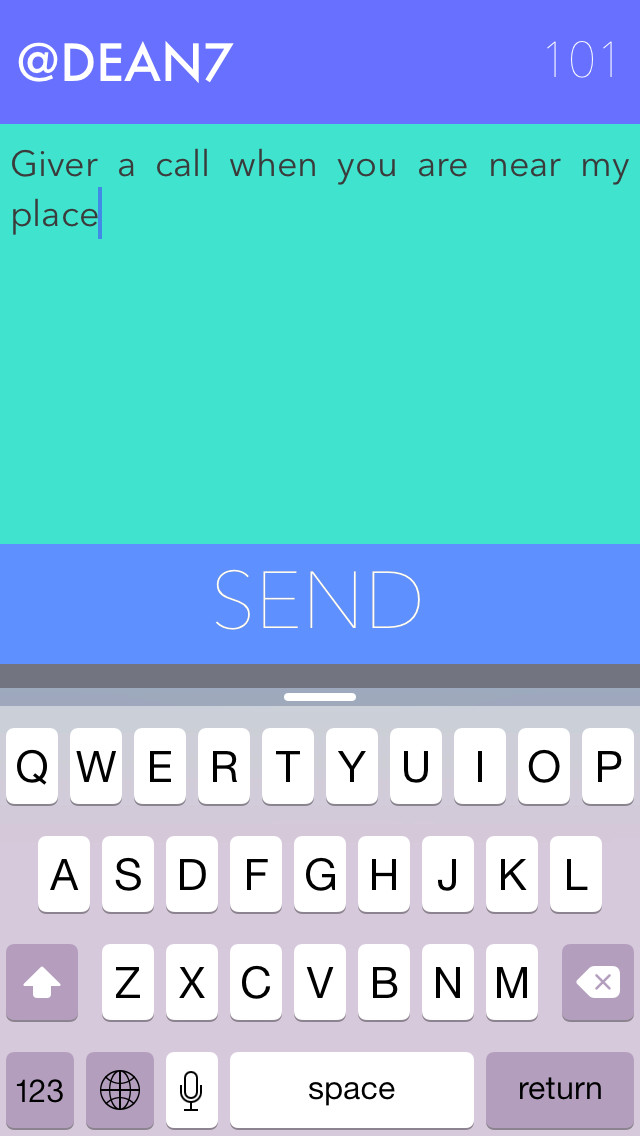 @DEAN7 101
Giver a call when you are near my
place
SEND
Q W E R T Y U I O P
A S D F G H J K L
Z X C V B N M
123 space return